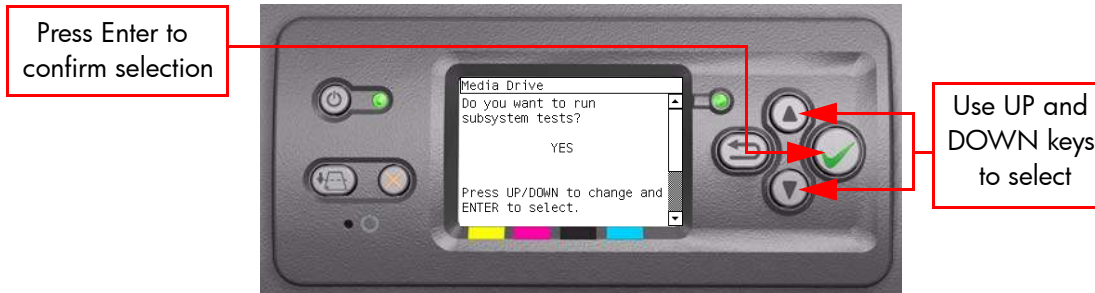 Press Enter to
confirm selection
Media Drive
Do you want to run
subsystem tests?
YES
Press UP/DOWN to change and
ENTER to select.
Use UP and
DOWN keys
to select